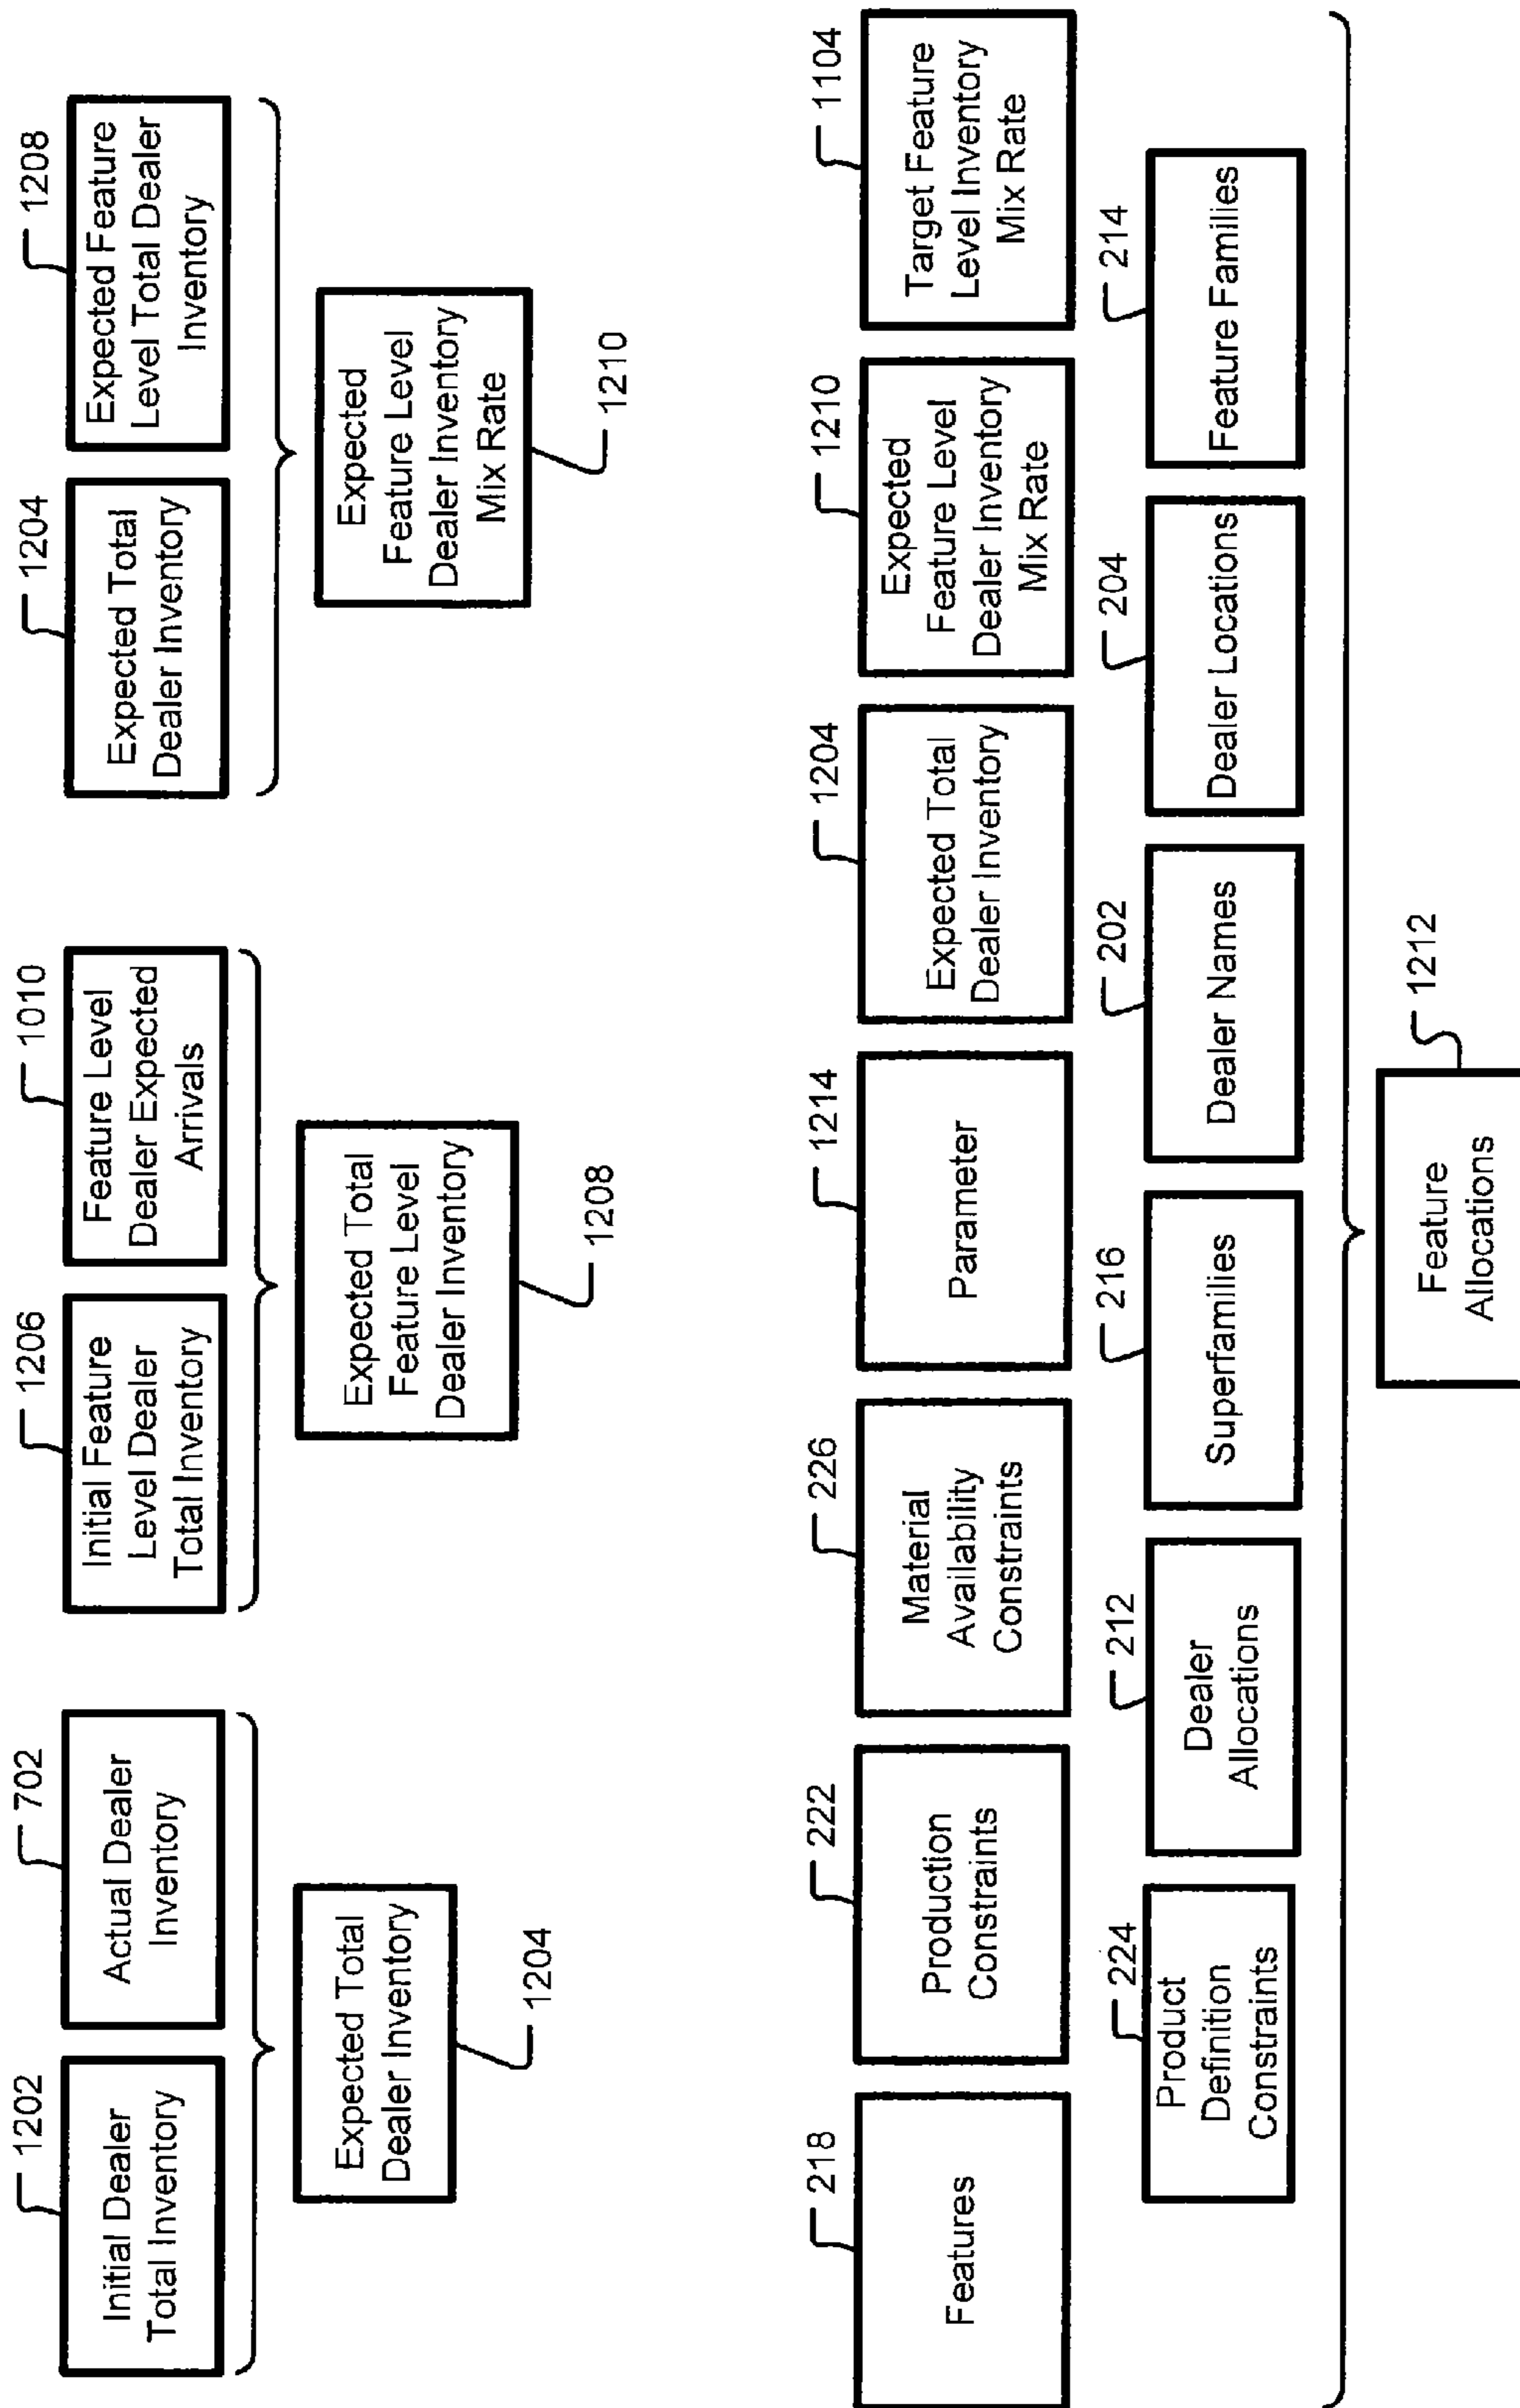 1202
Initial Dealer
Total Inventory
702
Actual Dealer
Inventory
Expected Total
Dealer Inventory
1204
1206
Initial Feature
Level Dealer
Total Inventory
1010
Feature Level
Dealer Expected
Arrivals
Expected Total
Feature Level
Dealer Inventory
1208
1204
Expected Total
Dealer Inventory
1208
Expected Feature
Level Total Dealer
Inventory
Expected
Feature Level
Dealer Inventory
Mix Rate
1210
218
Features
222
Production
Constraints
226
Material
Availability
Constraints
1214
Parameter
1204
Expected Total
Dealer Inventory
1210
Expected
Feature Level
Dealer Inventory
Mix Rate
1104
Target Feature
Level Inventory
Mix Rate
224
Product
Definition
Constraints
212
Dealer
Allocations
216
Superfamilies
202
Dealer Names
204
Dealer Locations
214
Feature Families
1212
Feature
Allocations